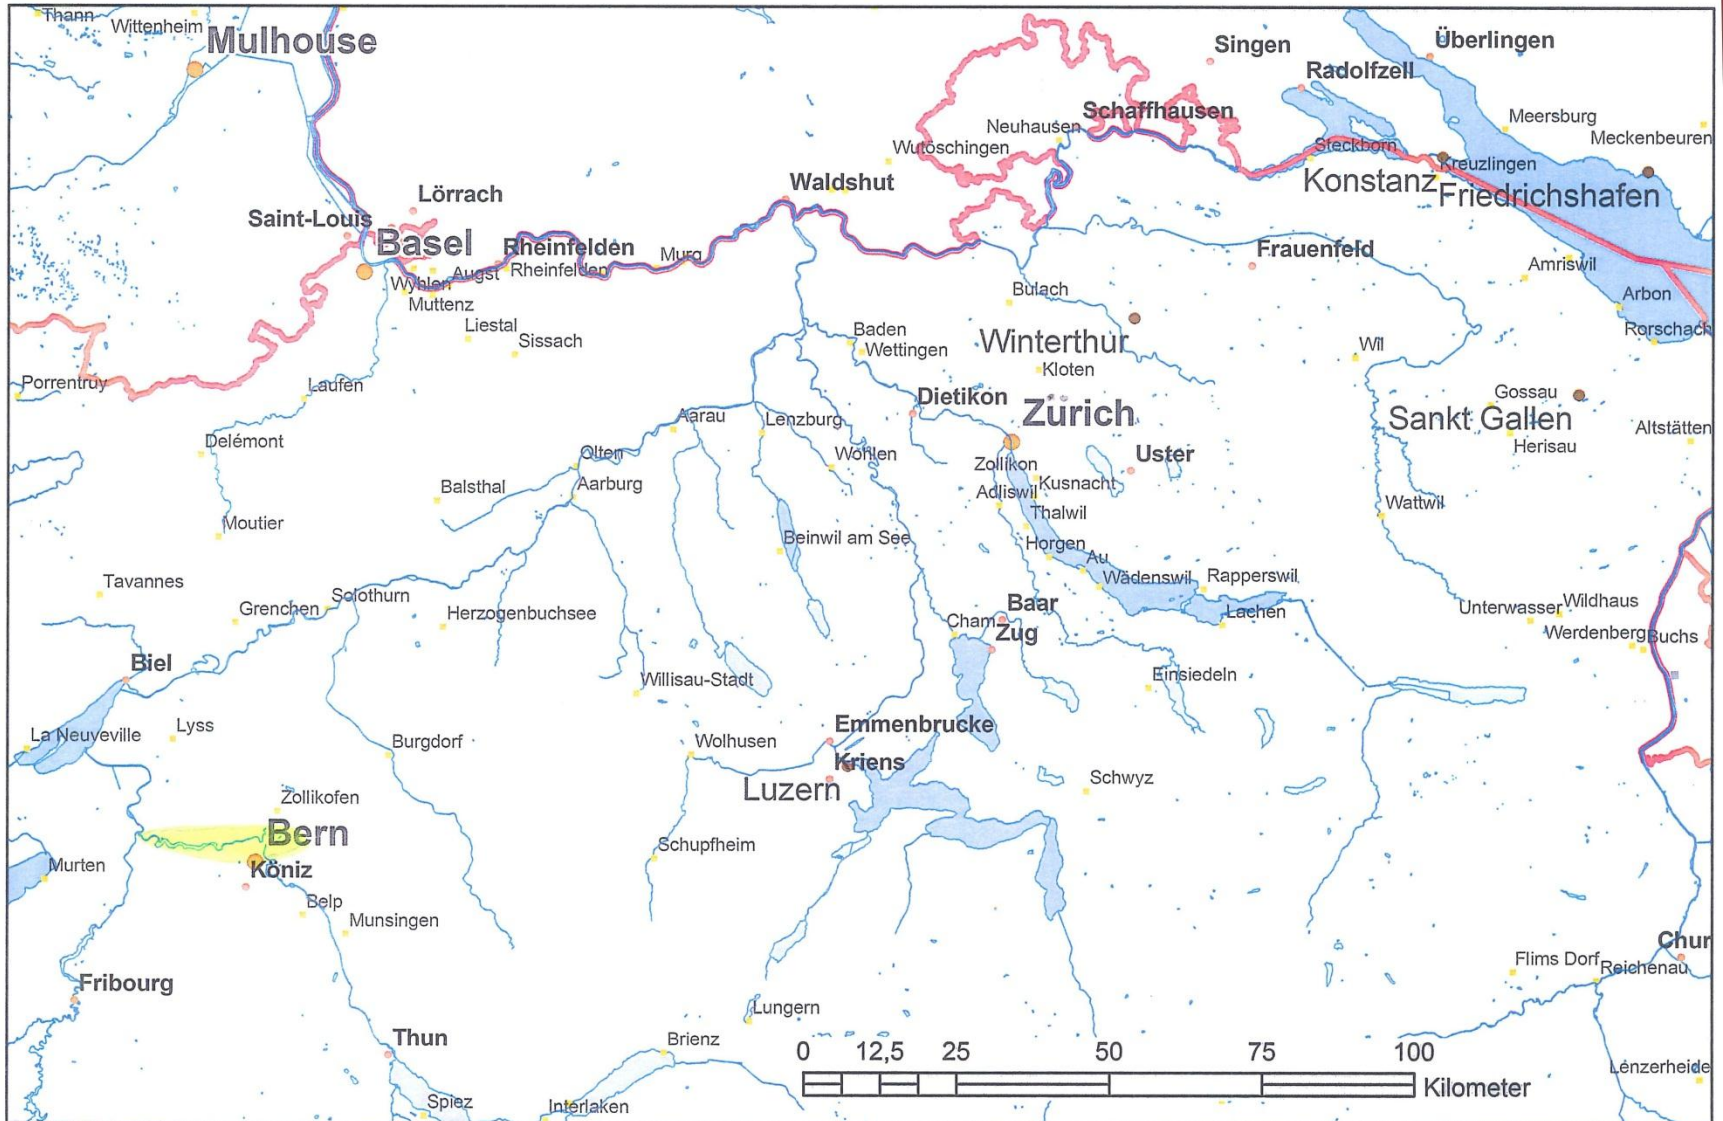 Thann
Wittenheim
Mulhouse
Singen
Überlingen
Radolfzell
Schaffhausen
Neuhausen
Meersburg
Meckenbeuren
Wutöschingen
Steckborn
Kreuzlingen
Konstanz
Friedrichshafen
Waldshut
Lörrach
Saint-Louis
Basel
Rheinfelden
Murg
Frauenfeld
Augst
Rheinfelden
Wyhlen
Muttenz
Amriswil
Bulach
Arbon
Liestal
Sissach
Baden
Wettingen
Winterthur
Wil
Rorschach
Kloten
Porrentruy
Laufen
Dietikon
Zürich
Gossau
Sankt Gallen
Aarau
Lenzburg
Altstätten
Delémont
Olten
Wohlen
Uster
Herisau
Zollikon
Balsthal
Aarburg
Adliswil
Kusnacht
Wattwil
Thalwil
Moutier
Beinwil am See
Horgen
Au
Tavannes
Wädenswil
Rapperswil
Grenchen
Solothurn
Herzogenbuchsee
Baar
Lachen
Unterwasser
Wildhaus
Cham
Zug
Werdenberg
Buchs
Biel
Willisau-Stadt
Einsiedeln
La Neuveville
Lyss
Burgdorf
Wolhusen
Emmenbrucke
Kriens
Luzern
Schwyz
Zollikofen
Bern
Schupfheim
Murten
Köniz
Belp
Munsingen
Chur
Flims Dorf
Reichenau
Fribourg
Lungern
Thun
Brienz
0 12,5 25 50 75 100
Kilometer
Lenzerheide
Spiez
Interlaken